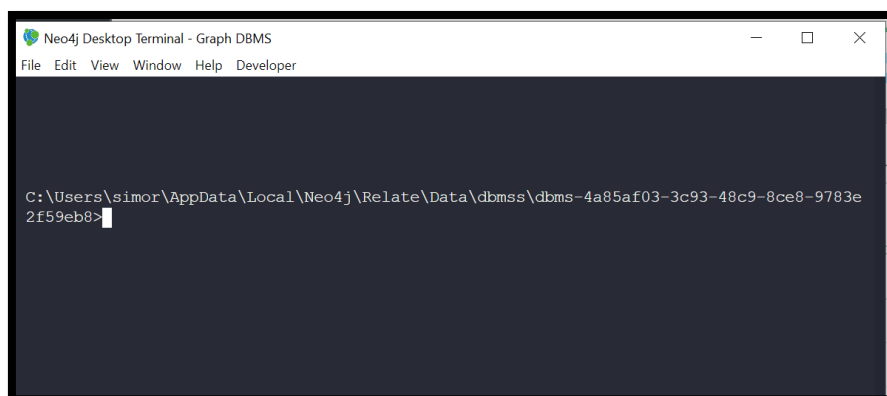 Neo4j Desktop Terminal - Graph DBMS
File Edit View Window Help Developer
C:\Users\simor\AppData\Local\Neo4j\Relate\Data\dbmss\dbms-4a85af03-3c93-48c9-8ce8-9783e
2f59eb8>